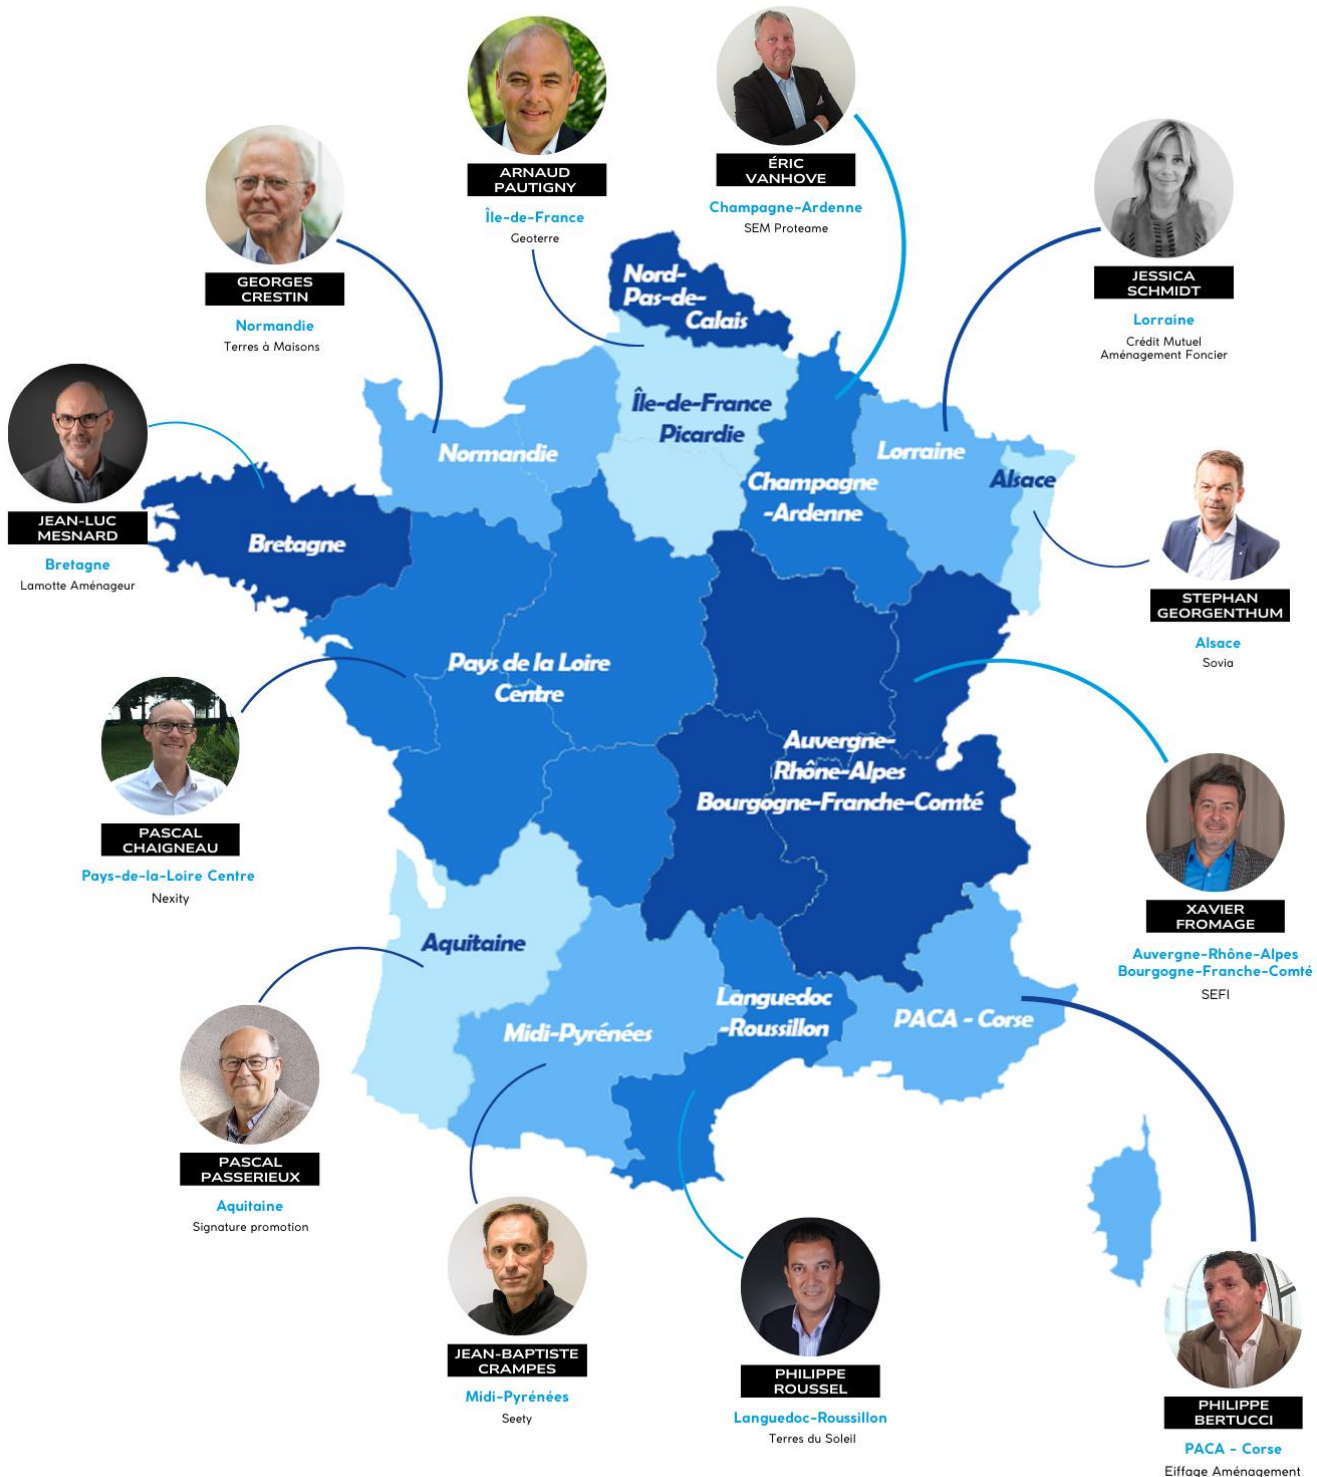 ARNAUD
PAUTIGNY
Île-de-France
Geoterre
ÉRIC
VANHOVE
Champagne-Ardenne
SEM Proteame
GEORGES
CRESTIN
Normandie
Terres à Maisons
JESSICA
SCHMIDT
Lorraine
Crédit Mutuel
Aménagement Foncier
JEAN-LUC
MESNARD
Bretagne
Lamotte Aménageur
STEPHAN
GEORGENTHUM
Alsace
Sovia
PASCAL
CHAIGNEAU
Pays-de-la-Loire Centre
Nexity
XAVIER
FROMAGE
Auvergne-Rhône-Alpes
Bourgogne-Franche-Comté
SEFI
PASCAL
PASSERIEUX
Aquitaine
Signature promotion
JEAN-BAPTISTE
CRAMPES
Midi-Pyrénées
Seety
PHILIPPE
ROUSSEL
Languedoc-Roussillon
Terres du Soleil
PHILIPPE
BERTUCCI
PACA - Corse
Eiffage Aménagement
Nord-
Pas-de-
Calais
Île-de-France
Picardie
Normandie
Champagne
-Ardenne
Lorraine
Alsace
Bretagne
Pays de la Loire
Centre
Auvergne-
Rhône-Alpes
Bourgogne-Franche-Comté
Aquitaine
Midi-Pyrénées
Languedoc
-Roussillon
PACA - Corse